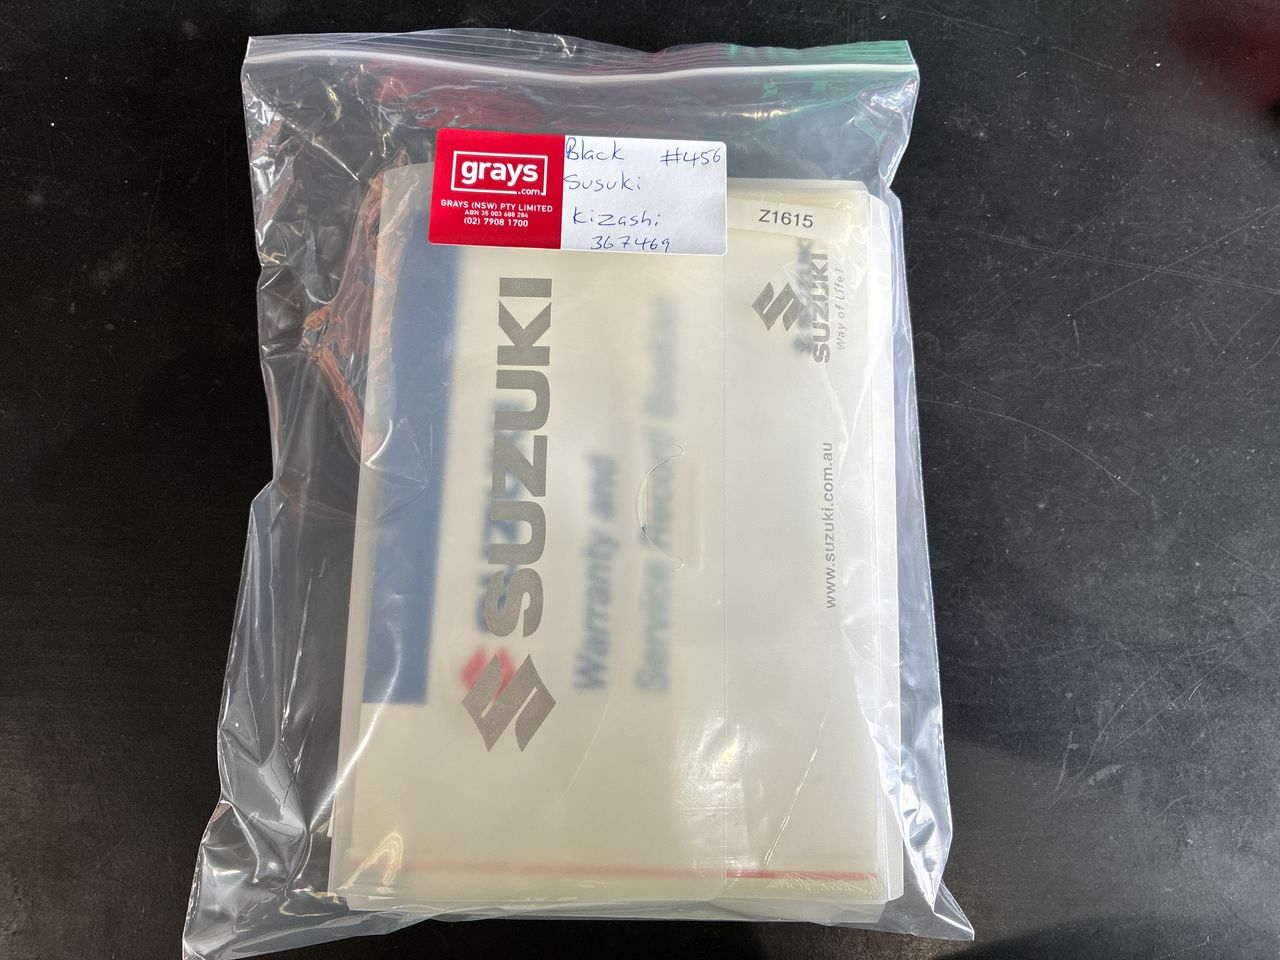 grays
.com
GRAYS (NSW) PTY LIMITED
ABN 35 003 688 284
(02) 7908 1700
Black #456
Susuki
Kizashi
367469
Z1615
SUZUKI
SUZUKI
Way of Life!
www.suzuki.com.au
SUZUKI
Warranty and
Service Record Booklet